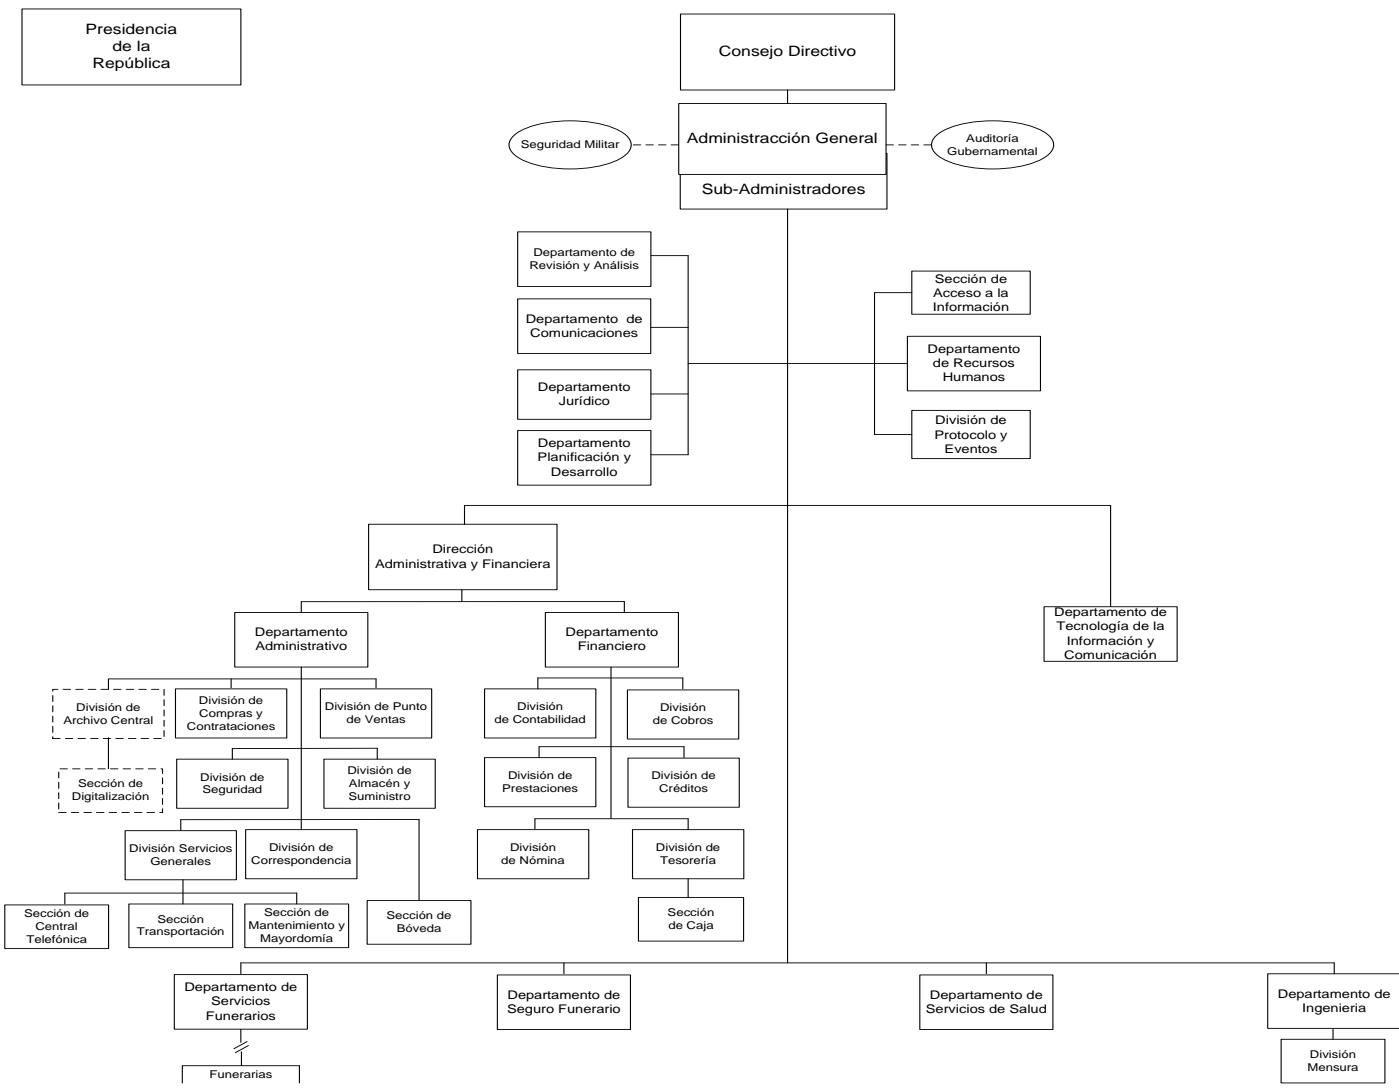 Presidencia
de la
República
Consejo Directivo
Administracción General
Seguridad Militar
Auditoría
Gubernamental
Sub-Administradores
Departamento de
Revisión y Análisis
Departamento de
Comunicaciones
Departamento
Jurídico
Departamento
Planificación y
Desarrollo
Sección de
Acceso a la
Información
Departamento
de Recursos
Humanos
División de
Protocolo y
Eventos
Dirección
Administrativa y Financiera
Departamento de
Tecnología de la
Información y
Comunicación
Departamento
Administrativo
Departamento
Financiero
División de
Archivo Central
División de
Compras y
Contrataciones
División de Punto
de Ventas
División
de Contabilidad
División
de Cobros
Sección de
Digitalización
División de
Seguridad
División de
Almacén y
Suministro
División de
Prestaciones
División de
Créditos
División Servicios
Generales
División de
Correspondencia
División
de Nómina
División de
Tesorería
Sección de
Central
Telefónica
Sección
Transportación
Sección de
Mantenimiento y
Mayordomía
Sección de
Bóveda
Sección
de Caja
Departamento de
Servicios
Funerarios
Departamento de
Seguro Funerario
Departamento de
Servicios de Salud
Departamento de
Ingenieria
Funerarias
División
Mensura